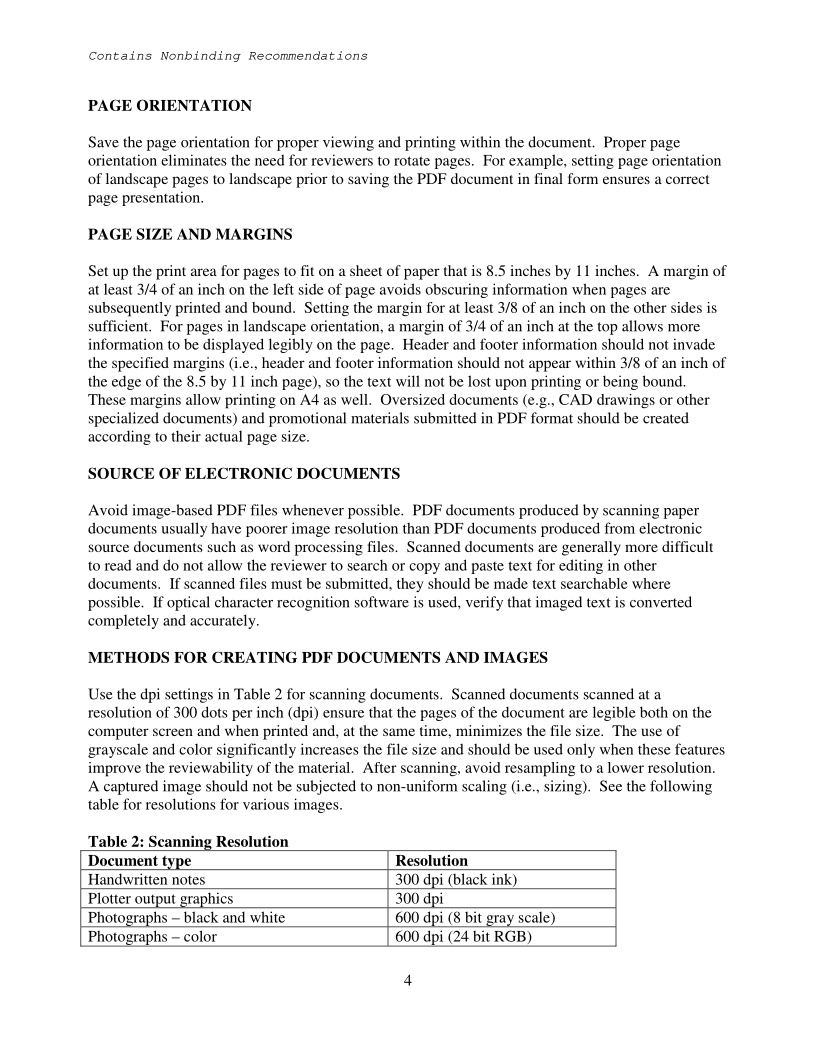 Contains Nonbinding Recommendations
PAGE ORIENTATION
Save the page orientation for proper viewing and printing within the document.  Proper page
orientation eliminates the need for reviewers to rotate pages.  For example, setting page orientation
of landscape pages to landscape prior to saving the PDF document in final form ensures a correct
page presentation.
PAGE SIZE AND MARGINS
Set up the print area for pages to fit on a sheet of paper that is 8.5 inches by 11 inches.  A margin of
at least 3/4 of an inch on the left side of page avoids obscuring information when pages are
subsequently printed and bound.  Setting the margin for at least 3/8 of an inch on the other sides is
sufficient.  For pages in landscape orientation, a margin of 3/4 of an inch at the top allows more
information to be displayed legibly on the page.  Header and footer information should not invade
the specified margins (i.e., header and footer information should not appear within 3/8 of an inch of
the edge of the 8.5 by 11 inch page), so the text will not be lost upon printing or being bound.
These margins allow printing on A4 as well.  Oversized documents (e.g., CAD drawings or other
specialized documents) and promotional materials submitted in PDF format should be created
according to their actual page size.
SOURCE OF ELECTRONIC DOCUMENTS
Avoid image-based PDF files whenever possible.  PDF documents produced by scanning paper
documents usually have poorer image resolution than PDF documents produced from electronic
source documents such as word processing files.  Scanned documents are generally more difficult
to read and do not allow the reviewer to search or copy and paste text for editing in other
documents.  If scanned files must be submitted, they should be made text searchable where
possible.  If optical character recognition software is used, verify that imaged text is converted
completely and accurately.
METHODS FOR CREATING PDF DOCUMENTS AND IMAGES
Use the dpi settings in Table 2 for scanning documents.  Scanned documents scanned at a
resolution of 300 dots per inch (dpi) ensure that the pages of the document are legible both on the
computer screen and when printed and, at the same time, minimizes the file size.  The use of
grayscale and color significantly increases the file size and should be used only when these features
improve the reviewability of the material.  After scanning, avoid resampling to a lower resolution.
A captured image should not be subjected to non-uniform scaling (i.e., sizing).  See the following
table for resolutions for various images.
Table 2: Scanning Resolution
Document type Resolution
Handwritten notes 300 dpi (black ink)
Plotter output graphics 300 dpi
Photographs – black and white 600 dpi (8 bit gray scale)
Photographs – color 600 dpi (24 bit RGB)
4